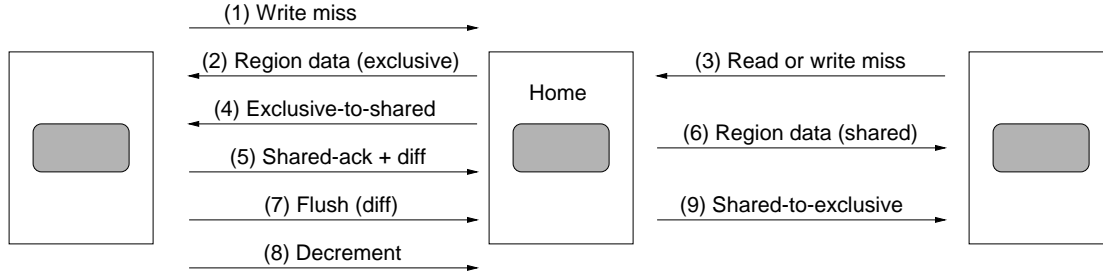 (1) Write miss
(2) Region data (exclusive)
(3) Read or write miss
Home
(4) Exclusive-to-shared
(6) Region data (shared)
(5) Shared-ack + diff
(7) Flush (diff)
(9) Shared-to-exclusive
(8) Decrement